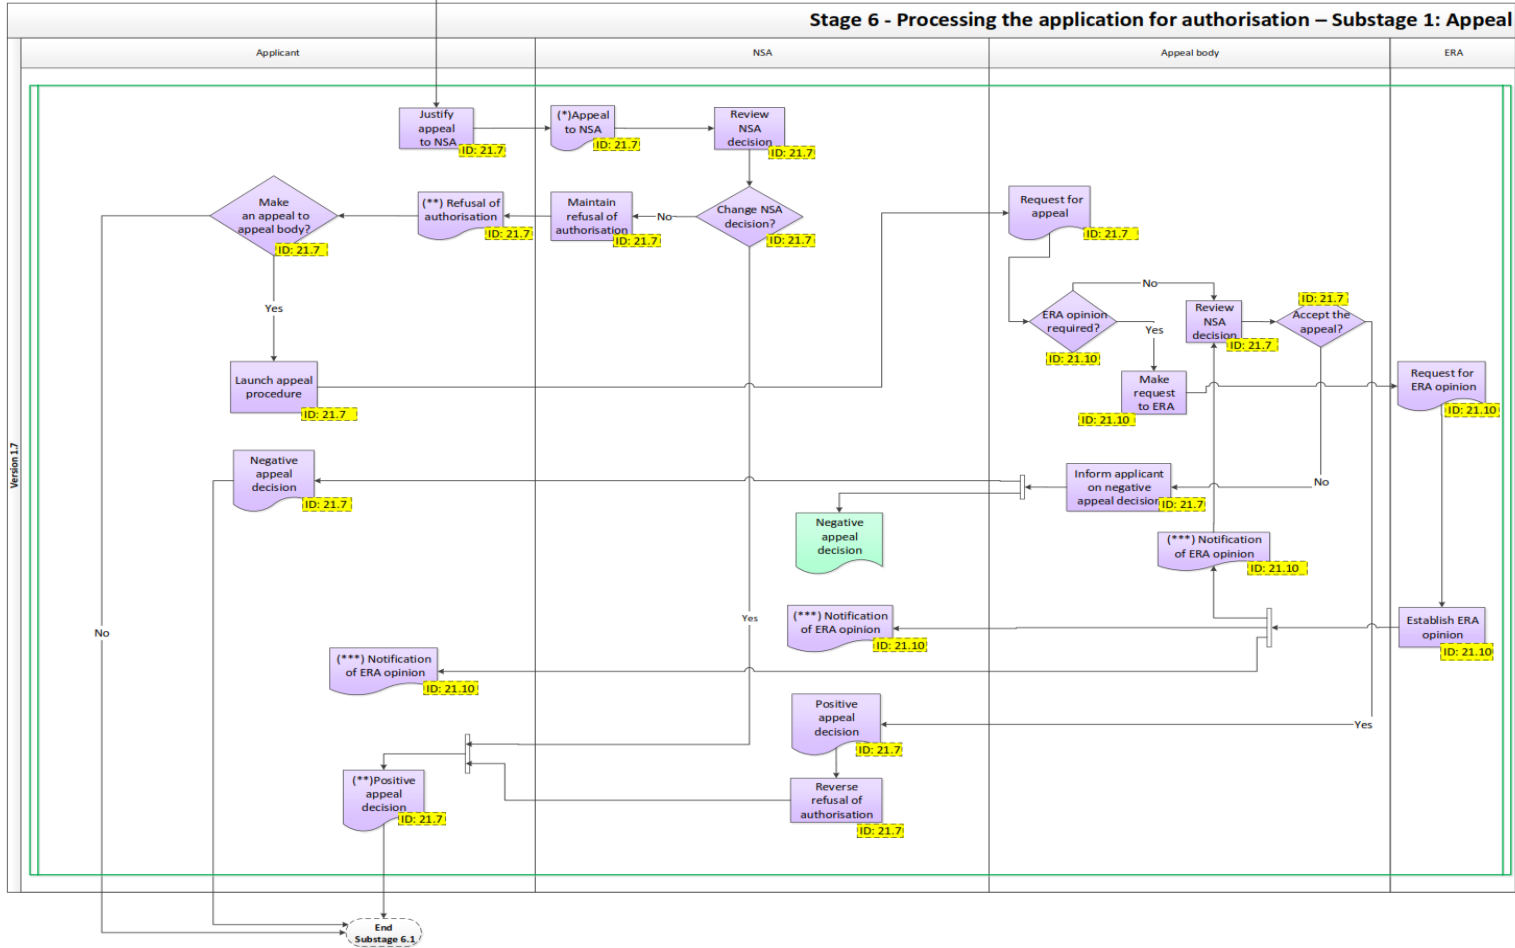 Stage 6 - Processing the application for authorisation – Substage 1: Appeal
Applicant
NSA
Appeal body
ERA
Version 1.7
Justify
appeal
to NSA
ID: 21.7
(*)Appeal
to NSA
ID: 21.7
Review
NSA
decision
ID: 21.7
Make
an appeal to
appeal body?
ID: 21.7
(**) Refusal of
authorisation
ID: 21.7
Maintain
refusal of
authorisation
ID: 21.7
No
Change NSA
decision?
ID: 21.7
Request for
appeal
ID: 21.7
Yes
No
ERA opinion
required?
ID: 21.10
Yes
Review
NSA
decision
ID: 21.7
ID: 21.7
Accept the
appeal?
Launch appeal
procedure
ID: 21.7
Make
request
to ERA
ID: 21.10
Request for
ERA opinion
ID: 21.10
Negative
appeal
decision
ID: 21.7
Inform applicant
on negative
appeal decision
ID: 21.7
No
Negative
appeal
decision
(***) Notification
of ERA opinion
ID: 21.10
No
Yes
(***) Notification
of ERA opinion
ID: 21.10
Establish ERA
opinion
ID: 21.10
(***) Notification
of ERA opinion
ID: 21.10
Positive
appeal
decision
ID: 21.7
Yes
(**)Positive
appeal
decision
ID: 21.7
Reverse
refusal of
authorisation
ID: 21.7
End
Substage 6.1